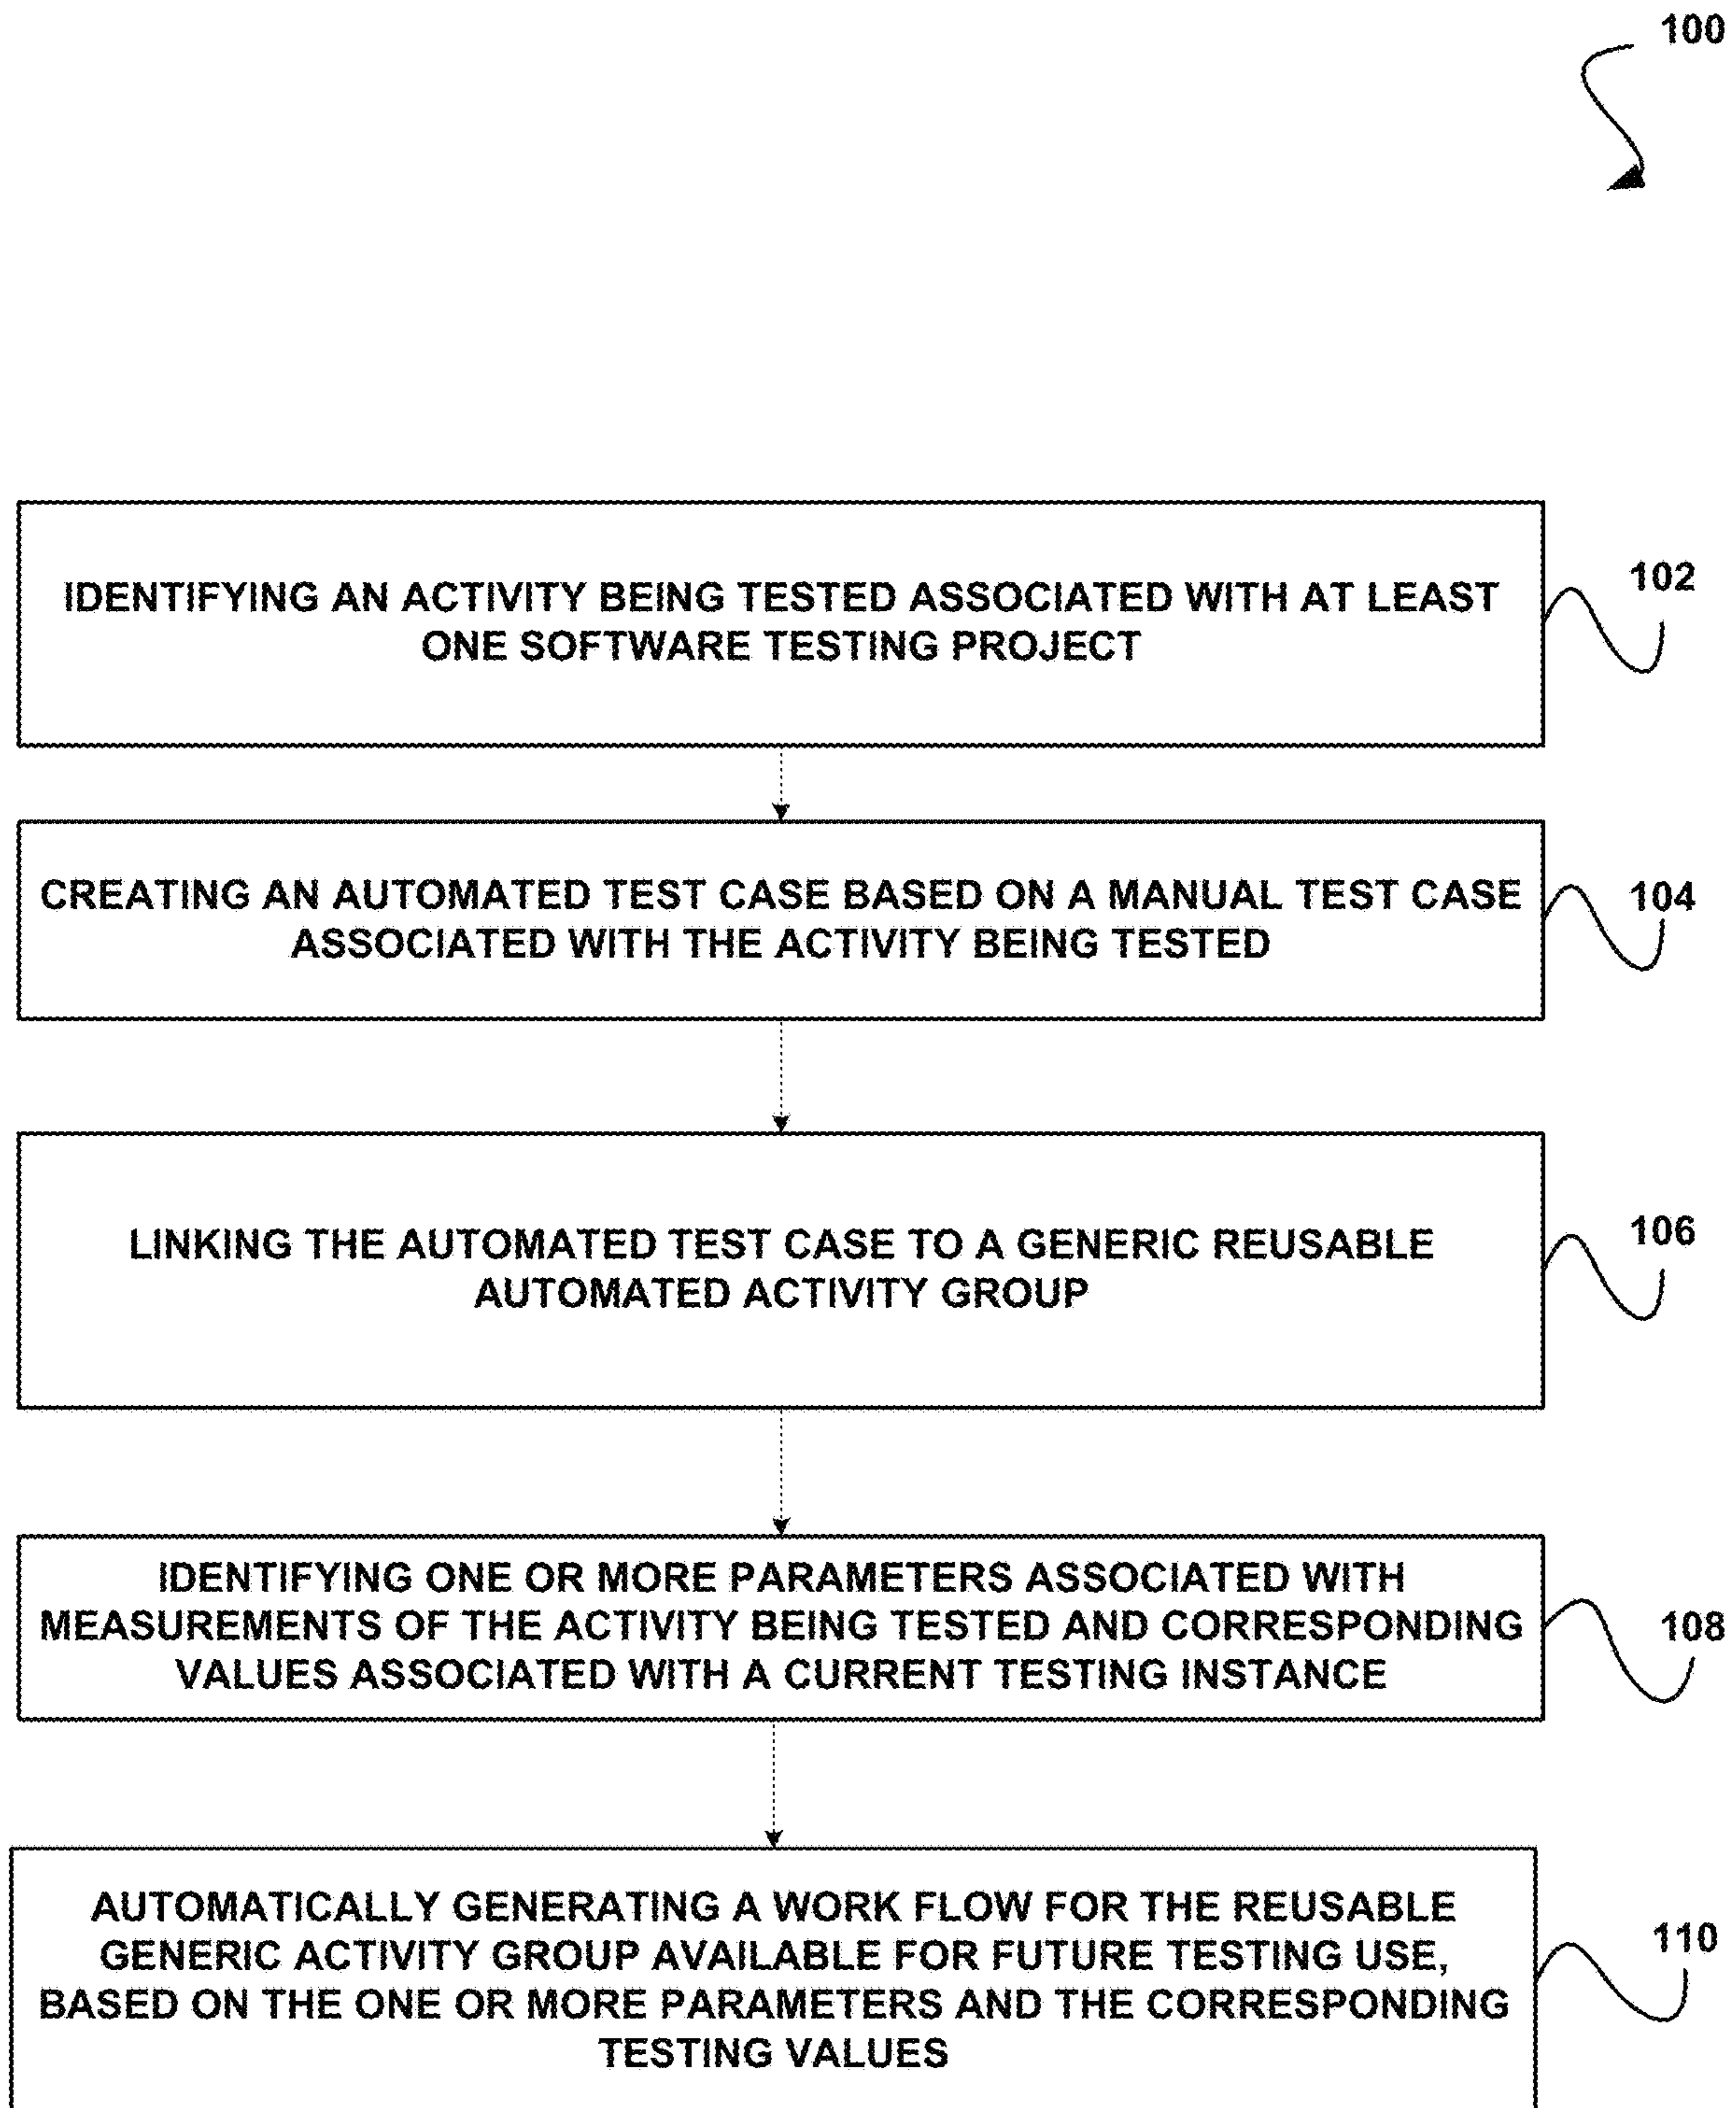 100
IDENTIFYING AN ACTIVITY BEING TESTED ASSOCIATED WITH AT LEAST
ONE SOFTWARE TESTING PROJECT
102
CREATING AN AUTOMATED TEST CASE BASED ON A MANUAL TEST CASE
ASSOCIATED WITH THE ACTIVITY BEING TESTED
104
LINKING THE AUTOMATED TEST CASE TO A GENERIC REUSABLE
AUTOMATED ACTIVITY GROUP
106
IDENTIFYING ONE OR MORE PARAMETERS ASSOCIATED WITH
MEASUREMENTS OF THE ACTIVITY BEING TESTED AND CORRESPONDING
VALUES ASSOCIATED WITH A CURRENT TESTING INSTANCE
108
AUTOMATICALLY GENERATING A WORK FLOW FOR THE REUSABLE
GENERIC ACTIVITY GROUP AVAILABLE FOR FUTURE TESTING USE,
BASED ON THE ONE OR MORE PARAMETERS AND THE CORRESPONDING
TESTING VALUES
110